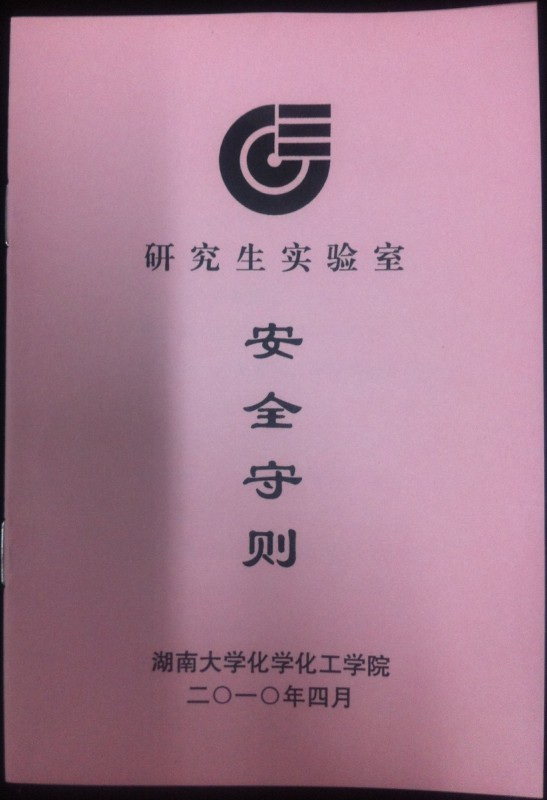 研究生实验室
安
全
守
则
湖南大学化学化工学院
二〇一〇年四月